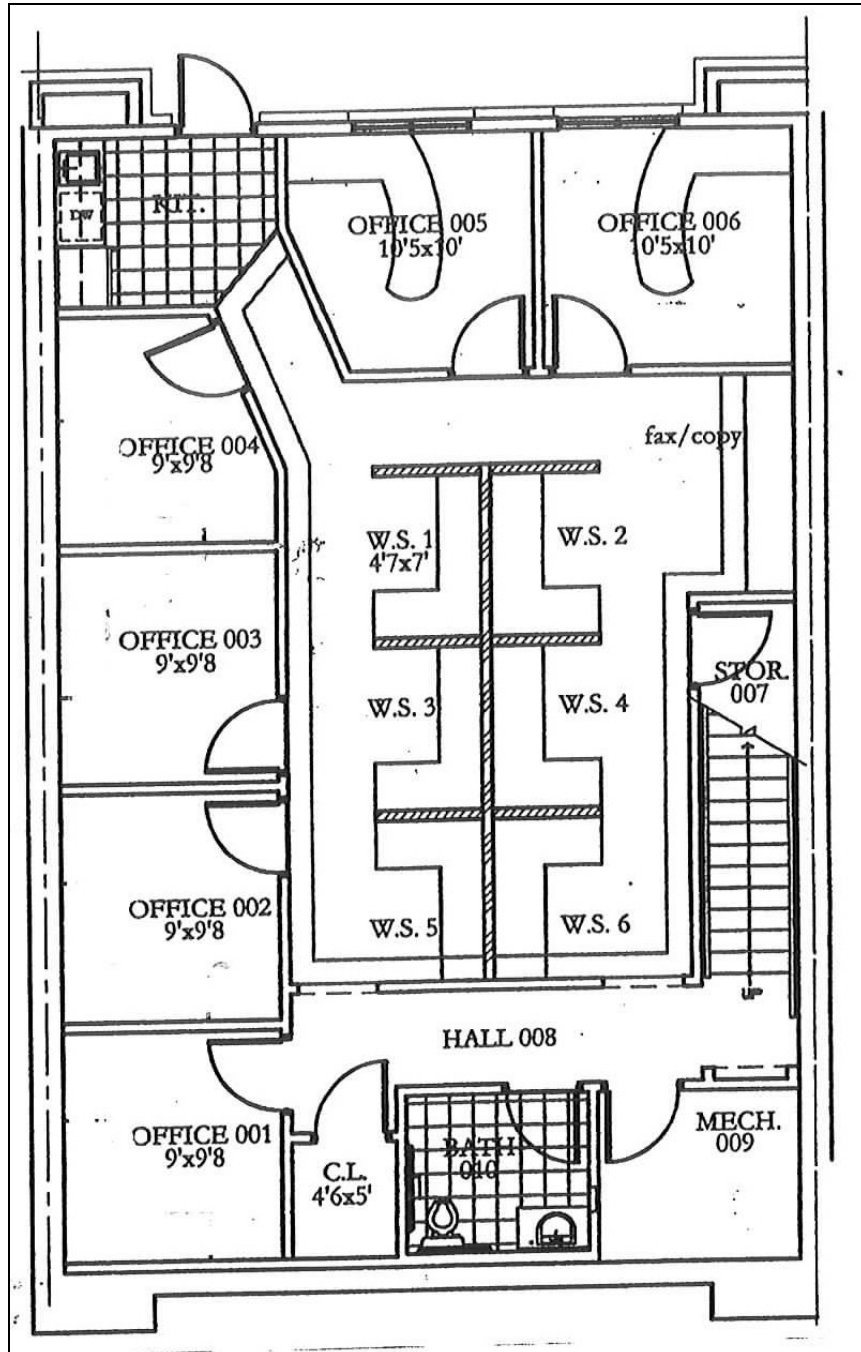 KIT.
DW
OFFICE 005
10'5x10'
OFFICE 006
10'5x10'
OFFICE 004
9'x9'8
fax/copy
W.S. 1
4'7x7'
W.S. 2
OFFICE 003
9'x9'8
W.S. 3
W.S. 4
STOR.
007
OFFICE 002
9'x9'8
W.S. 5
W.S. 6
UP
HALL 008
OFFICE 001
9'x9'8
C.L.
4'6x5'
BATH
010
MECH.
009